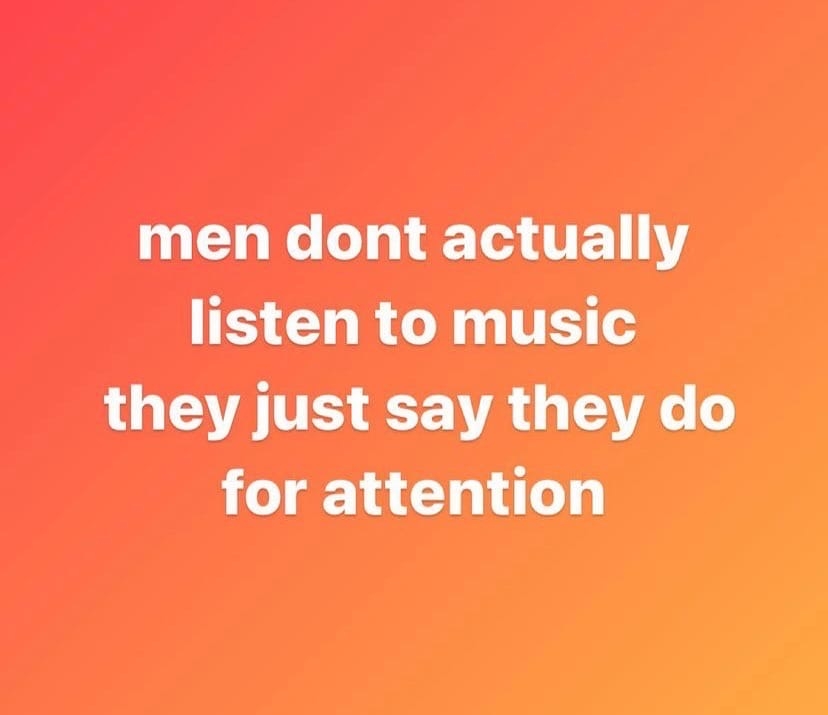 men dont actually
listen to music
they just say they do
for attention